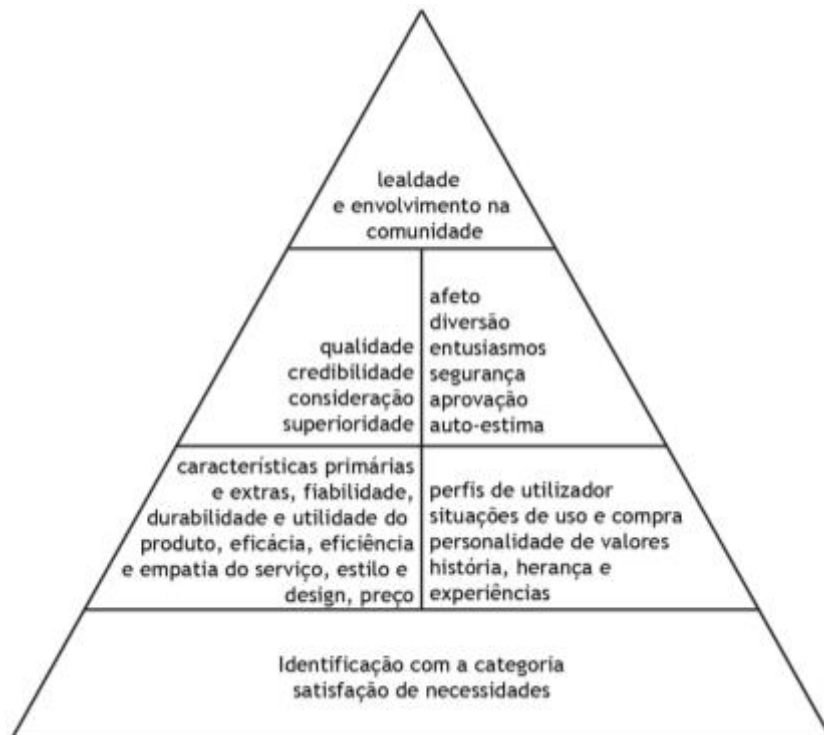 lealdade
e envolvimento na
comunidade
qualidade
credibilidade
consideração
superioridade
afeto
diversão
entusiasmos
segurança
aprovação
auto-estima
características primárias
e extras, fiabilidade,
durabilidade e utilidade do
produto, eficácia, eficiência
e empatia do serviço, estilo e
design, preço
perfis de utilizador
situações de uso e compra
personalidade de valores
história, herança e
experiências
Identificação com a categoria
satisfação de necessidades